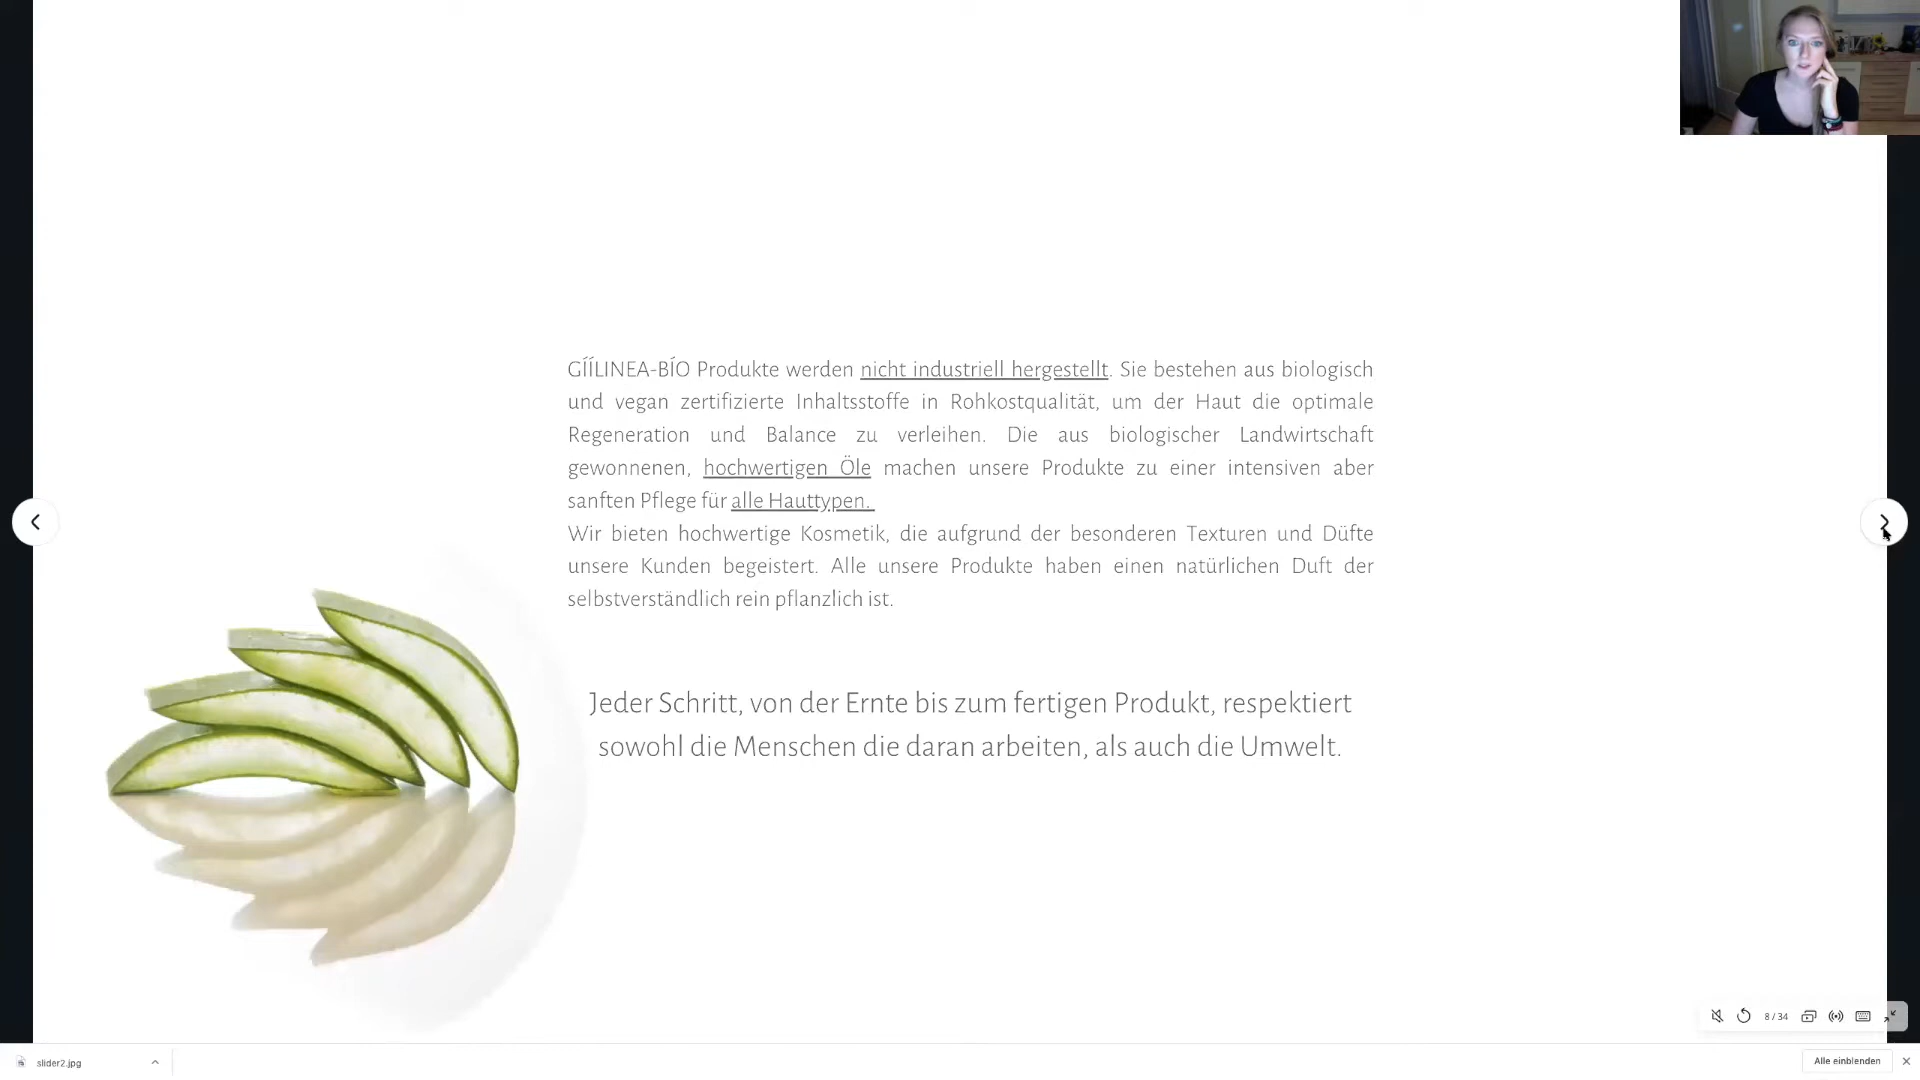 GÍÍLINEA-BÍO Produkte werden nicht industriell hergestellt. Sie bestehen aus biologisch
und vegan zertifizierte Inhaltsstoffe in Rohkostqualität, um der Haut die optimale
Regeneration und Balance zu verleihen. Die aus biologischer Landwirtschaft
gewonnenen, hochwertigen Öle machen unsere Produkte zu einer intensiven aber
sanften Pflege für alle Hauttypen.
Wir bieten hochwertige Kosmetik, die aufgrund der besonderen Texturen und Düfte
unsere Kunden begeistert. Alle unsere Produkte haben einen natürlichen Duft der
selbstverständlich rein pflanzlich ist.
Jeder Schritt, von der Ernte bis zum fertigen Produkt, respektiert
sowohl die Menschen die daran arbeiten, als auch die Umwelt.
8 / 34
slider2.jpg
Alle einblenden